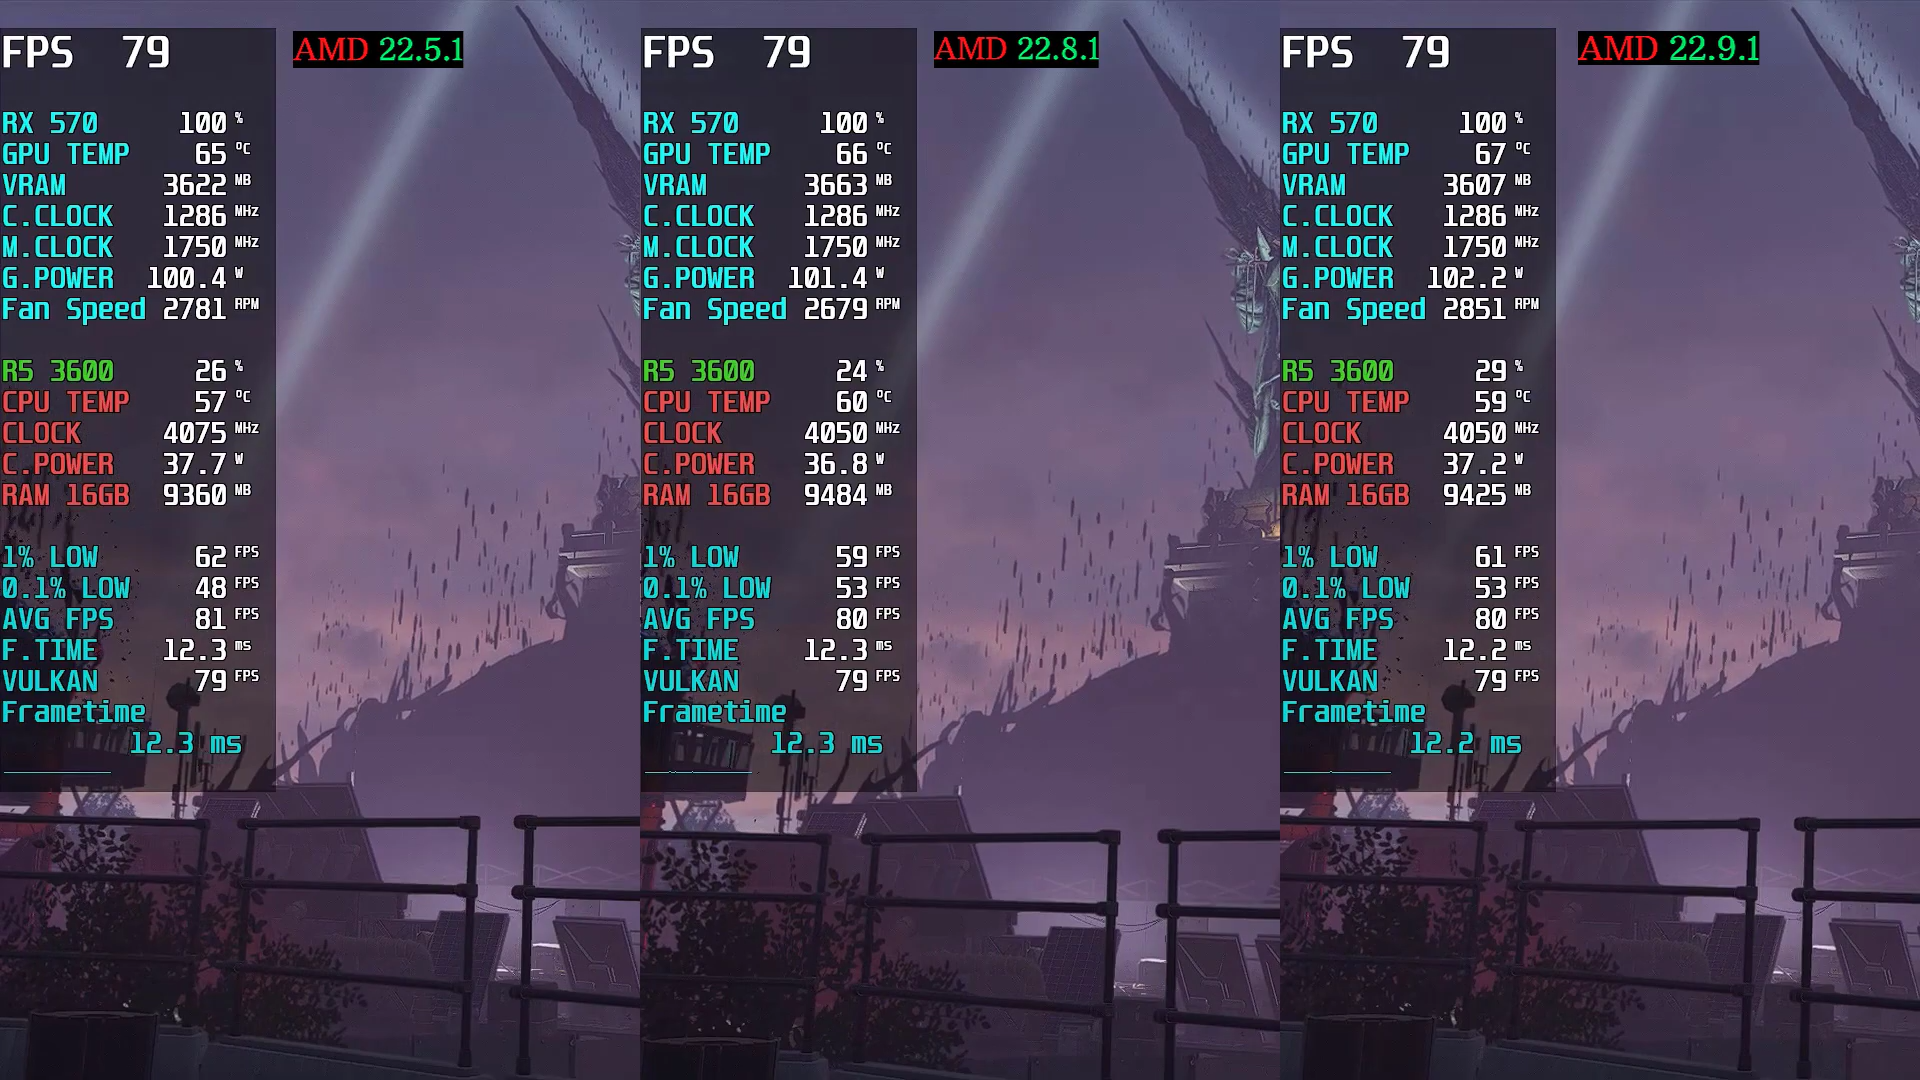 FPS 79
AMD 22.5.1
RX 570 100 %
GPU TEMP 65 °C
VRAM 3622 MB
C.CLOCK 1286 MHz
M.CLOCK 1750 MHz
G.POWER 100.4 W
Fan Speed 2781 RPM
R5 3600 26 %
CPU TEMP 57 °C
CLOCK 4075 MHz
C.POWER 37.7 W
RAM 16GB 9360 MB
1% LOW 62 FPS
0.1% LOW 48 FPS
AVG FPS 81 FPS
F.TIME 12.3 ms
VULKAN 79 FPS
Frametime
12.3 ms
FPS 79
AMD 22.8.1
RX 570 100 %
GPU TEMP 66 °C
VRAM 3663 MB
C.CLOCK 1286 MHz
M.CLOCK 1750 MHz
G.POWER 101.4 W
Fan Speed 2679 RPM
R5 3600 24 %
CPU TEMP 60 °C
CLOCK 4050 MHz
C.POWER 36.8 W
RAM 16GB 9484 MB
1% LOW 59 FPS
0.1% LOW 53 FPS
AVG FPS 80 FPS
F.TIME 12.3 ms
VULKAN 79 FPS
Frametime
12.3 ms
FPS 79
AMD 22.9.1
RX 570 100 %
GPU TEMP 67 °C
VRAM 3607 MB
C.CLOCK 1286 MHz
M.CLOCK 1750 MHz
G.POWER 102.2 W
Fan Speed 2851 RPM
R5 3600 29 %
CPU TEMP 59 °C
CLOCK 4050 MHz
C.POWER 37.2 W
RAM 16GB 9425 MB
1% LOW 61 FPS
0.1% LOW 53 FPS
AVG FPS 80 FPS
F.TIME 12.2 ms
VULKAN 79 FPS
Frametime
12.2 ms